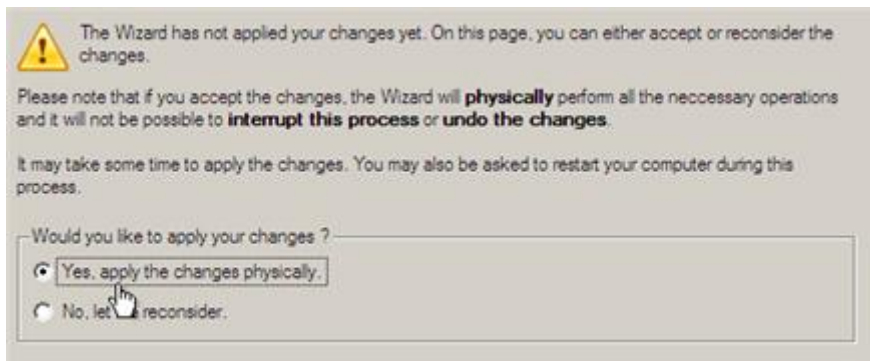 The Wizard has not applied your changes yet. On this page, you can either accept or reconsider the
changes.
Please note that if you accept the changes, the Wizard will physically perform all the neccessary operations
and it will not be possible to interrupt this process or undo the changes.
It may take some time to apply the changes. You may also be asked to restart your computer during this
process.
Would you like to apply your changes ?
Yes, apply the changes physically.
No, let reconsider.